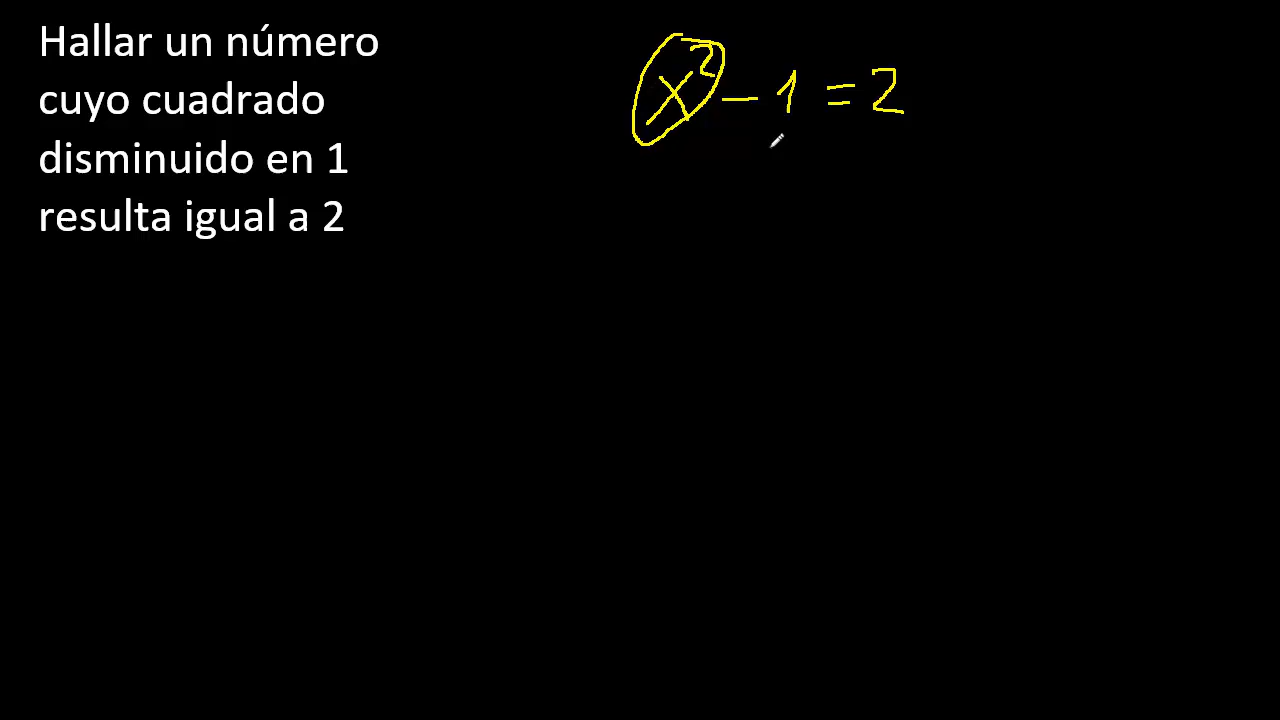 Hallar un número
cuyo cuadrado
disminuido en 1
resulta igual a 2
x² - 1 = 2